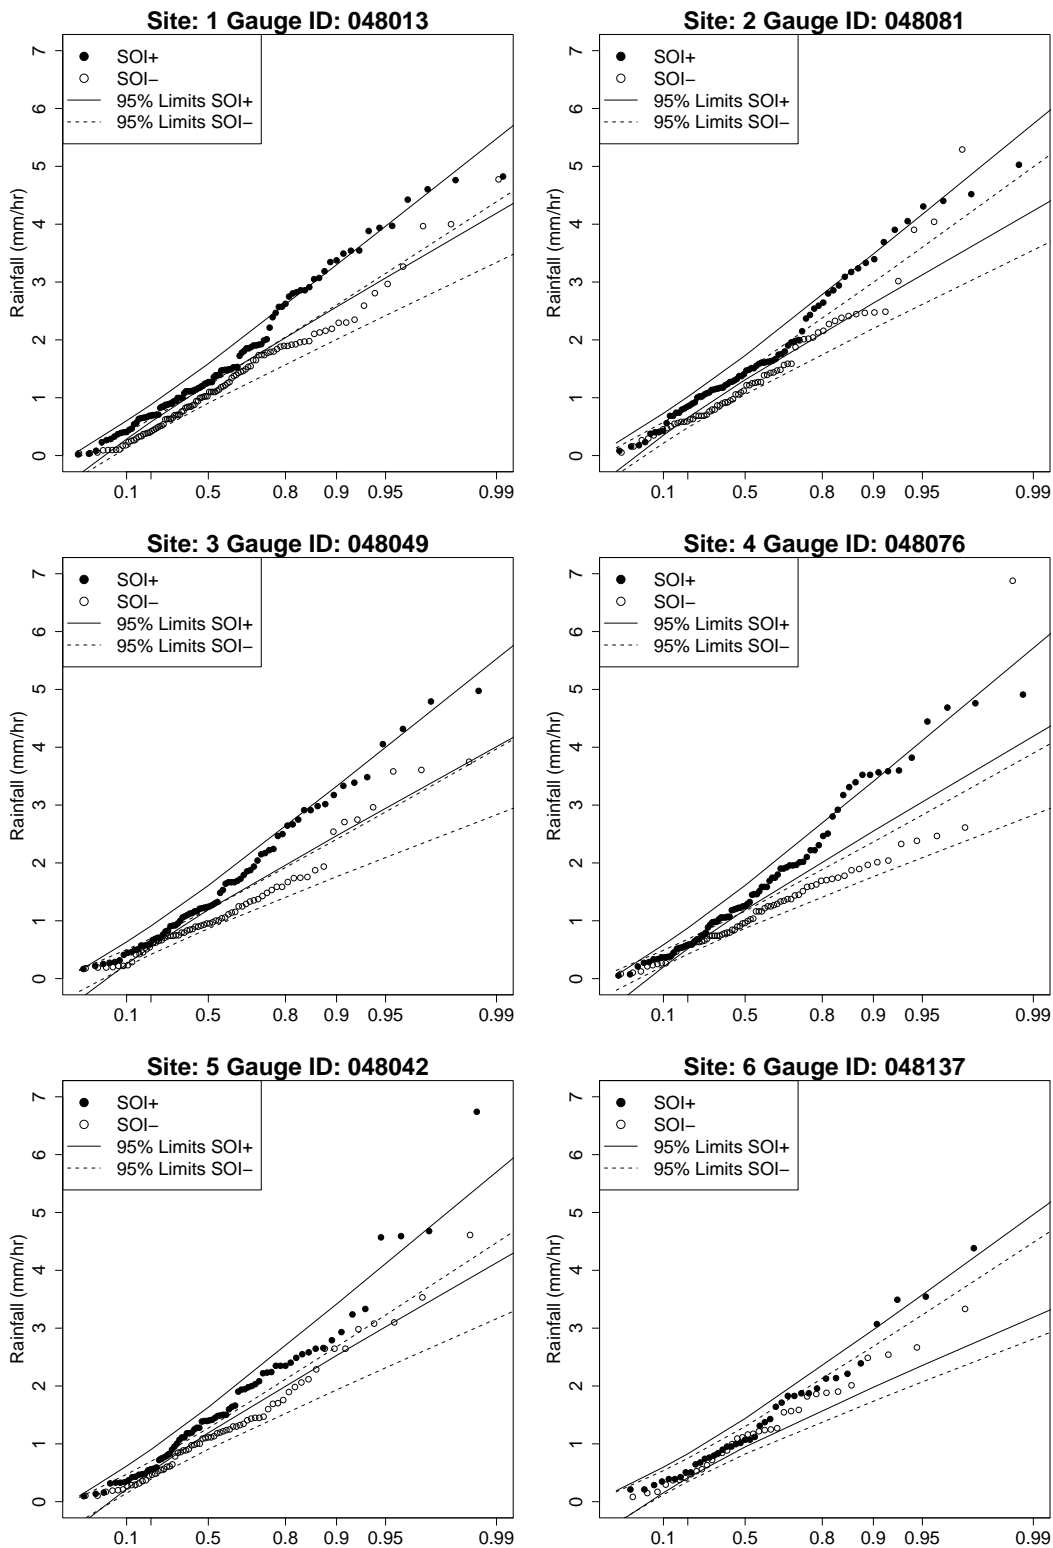 Site: 1 Gauge ID: 048013
SOI+
SOI−
95% Limits SOI+
95% Limits SOI−
Rainfall (mm/hr)
7
6
5
4
3
2
1
0
0.1
0.5
0.8
0.9
0.95
0.99
Site: 2 Gauge ID: 048081
SOI+
SOI−
95% Limits SOI+
95% Limits SOI−
Rainfall (mm/hr)
7
6
5
4
3
2
1
0
0.1
0.5
0.8
0.9
0.95
0.99
Site: 3 Gauge ID: 048049
SOI+
SOI−
95% Limits SOI+
95% Limits SOI−
Rainfall (mm/hr)
7
6
5
4
3
2
1
0
0.1
0.5
0.8
0.9
0.95
0.99
Site: 4 Gauge ID: 048076
SOI+
SOI−
95% Limits SOI+
95% Limits SOI−
Rainfall (mm/hr)
7
6
5
4
3
2
1
0
0.1
0.5
0.8
0.9
0.95
0.99
Site: 5 Gauge ID: 048042
SOI+
SOI−
95% Limits SOI+
95% Limits SOI−
Rainfall (mm/hr)
7
6
5
4
3
2
1
0
0.1
0.5
0.8
0.9
0.95
0.99
Site: 6 Gauge ID: 048137
SOI+
SOI−
95% Limits SOI+
95% Limits SOI−
Rainfall (mm/hr)
7
6
5
4
3
2
1
0
0.1
0.5
0.8
0.9
0.95
0.99